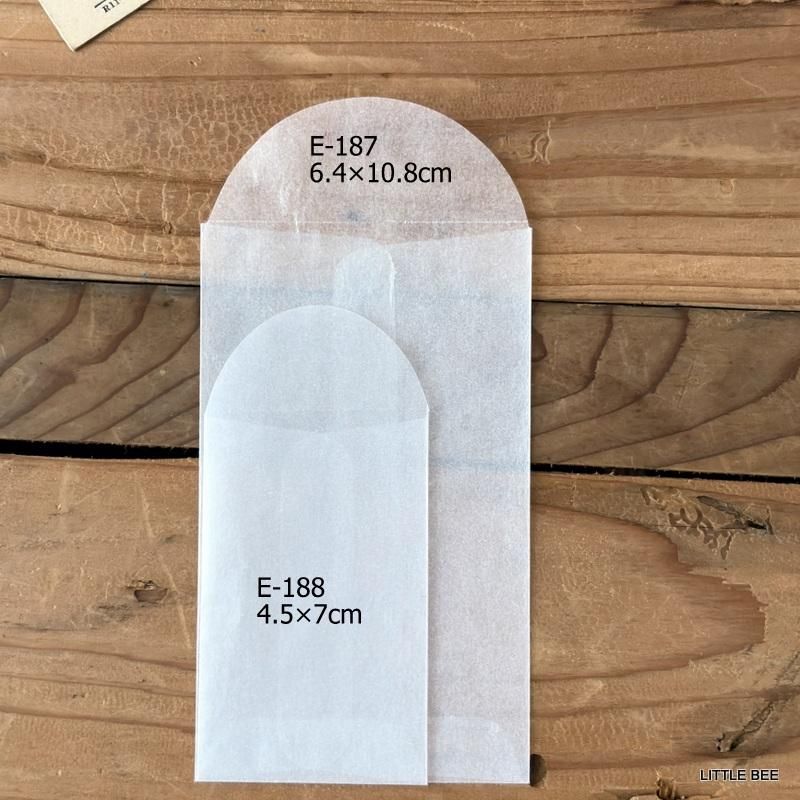 E-187
6.4×10.8cm
E-188
4.5×7cm
LITTLE BEE